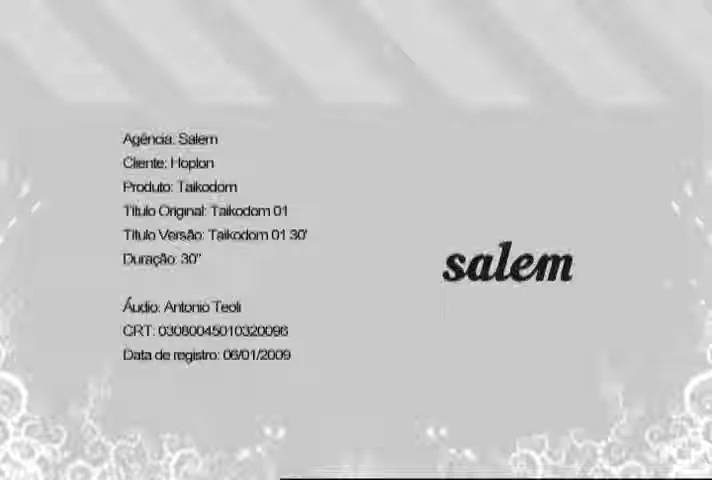 Agência: Salem
Cliente: Hoplon
Produto: Taikodom
Título Original: Taikodom 01
Título Versão: Taikodom 01 30'
Duração: 30"
salem
Áudio: Antonio Teoli
CRT: 03080045010320096
Data de registro: 06/01/2009